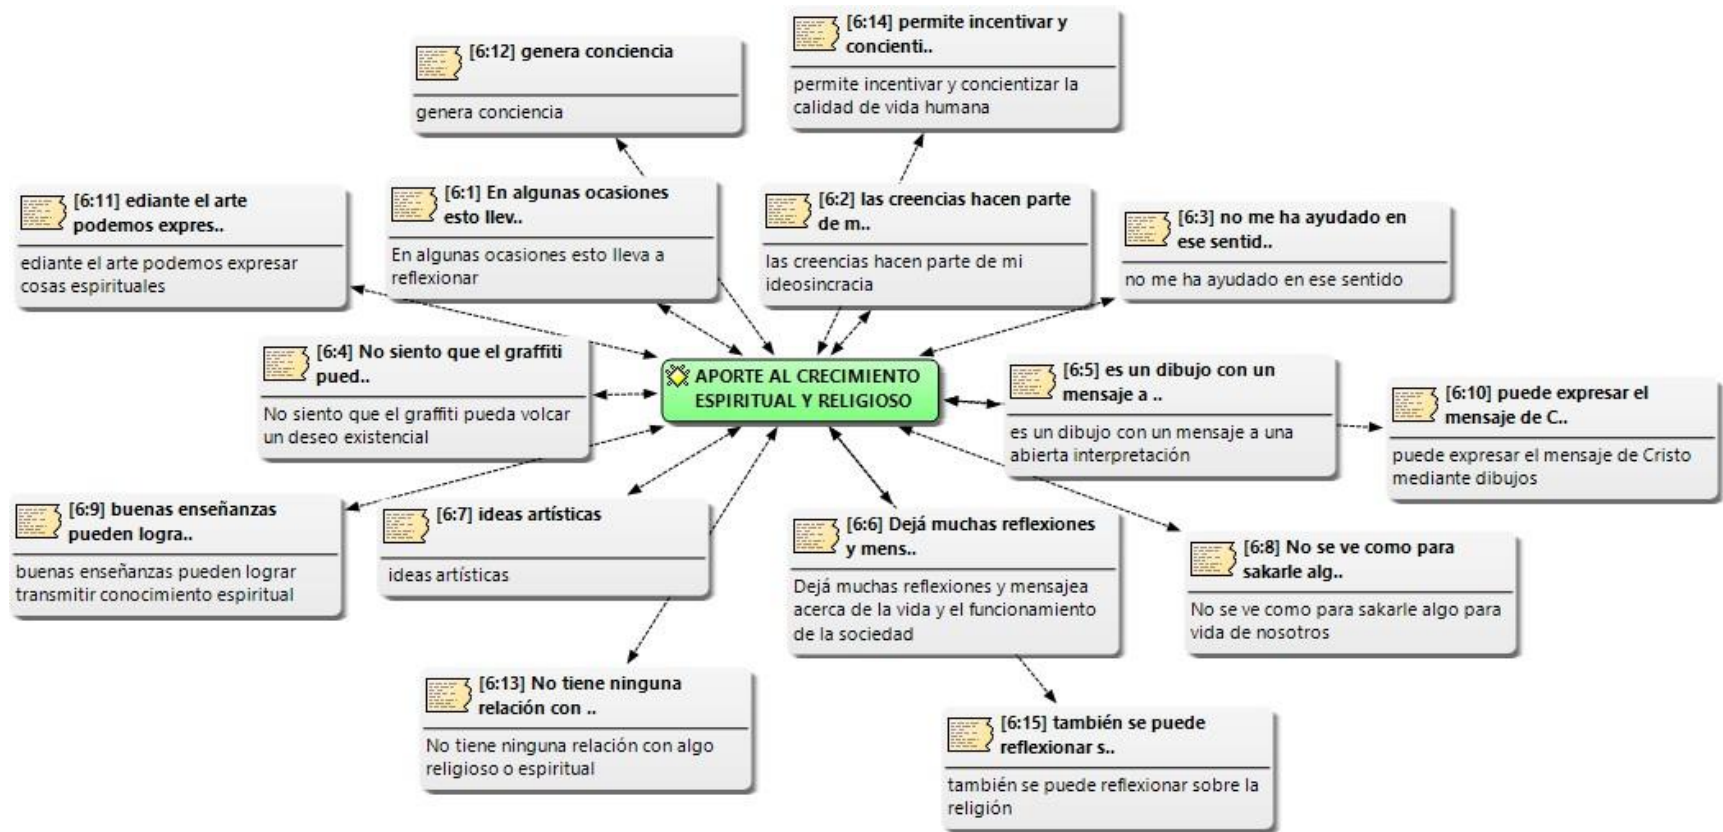 [6:14] permite incentivar y
concienti..
permite incentivar y concientizar la
calidad de vida humana
[6:12] genera conciencia
genera conciencia
[6:11] ediante el arte
podemos expres..
ediante el arte podemos expresar
cosas espirituales
[6:1] En algunas ocasiones
esto llev..
En algunas ocasiones esto lleva a
reflexionar
[6:2] las creencias hacen parte
de m..
las creencias hacen parte de mi
ideosincracia
[6:3] no me ha ayudado en
ese sentid..
no me ha ayudado en ese sentido
[6:4] No siento que el graffiti
pued..
No siento que el graffiti pueda volcar
un deseo existencial
APORTE AL CRECIMIENTO
ESPIRITUAL Y RELIGIOSO
[6:5] es un dibujo con un
mensaje a ..
es un dibujo con un mensaje a una
abierta interpretación
[6:10] puede expresar el
mensaje de C..
puede expresar el mensaje de Cristo
mediante dibujos
[6:9] buenas enseñanzas
pueden logra..
buenas enseñanzas pueden lograr
transmitir conocimiento espiritual
[6:7] ideas artísticas
ideas artísticas
[6:6] Dejá muchas reflexiones
y mens..
Dejá muchas reflexiones y mensajea
acerca de la vida y el funcionamiento
de la sociedad
[6:8] No se ve como para
sakarle alg..
No se ve como para sakarle algo para
vida de nosotros
[6:13] No tiene ninguna
relación con ..
No tiene ninguna relación con algo
religioso o espiritual
[6:15] también se puede
reflexionar s..
también se puede reflexionar sobre la
religión